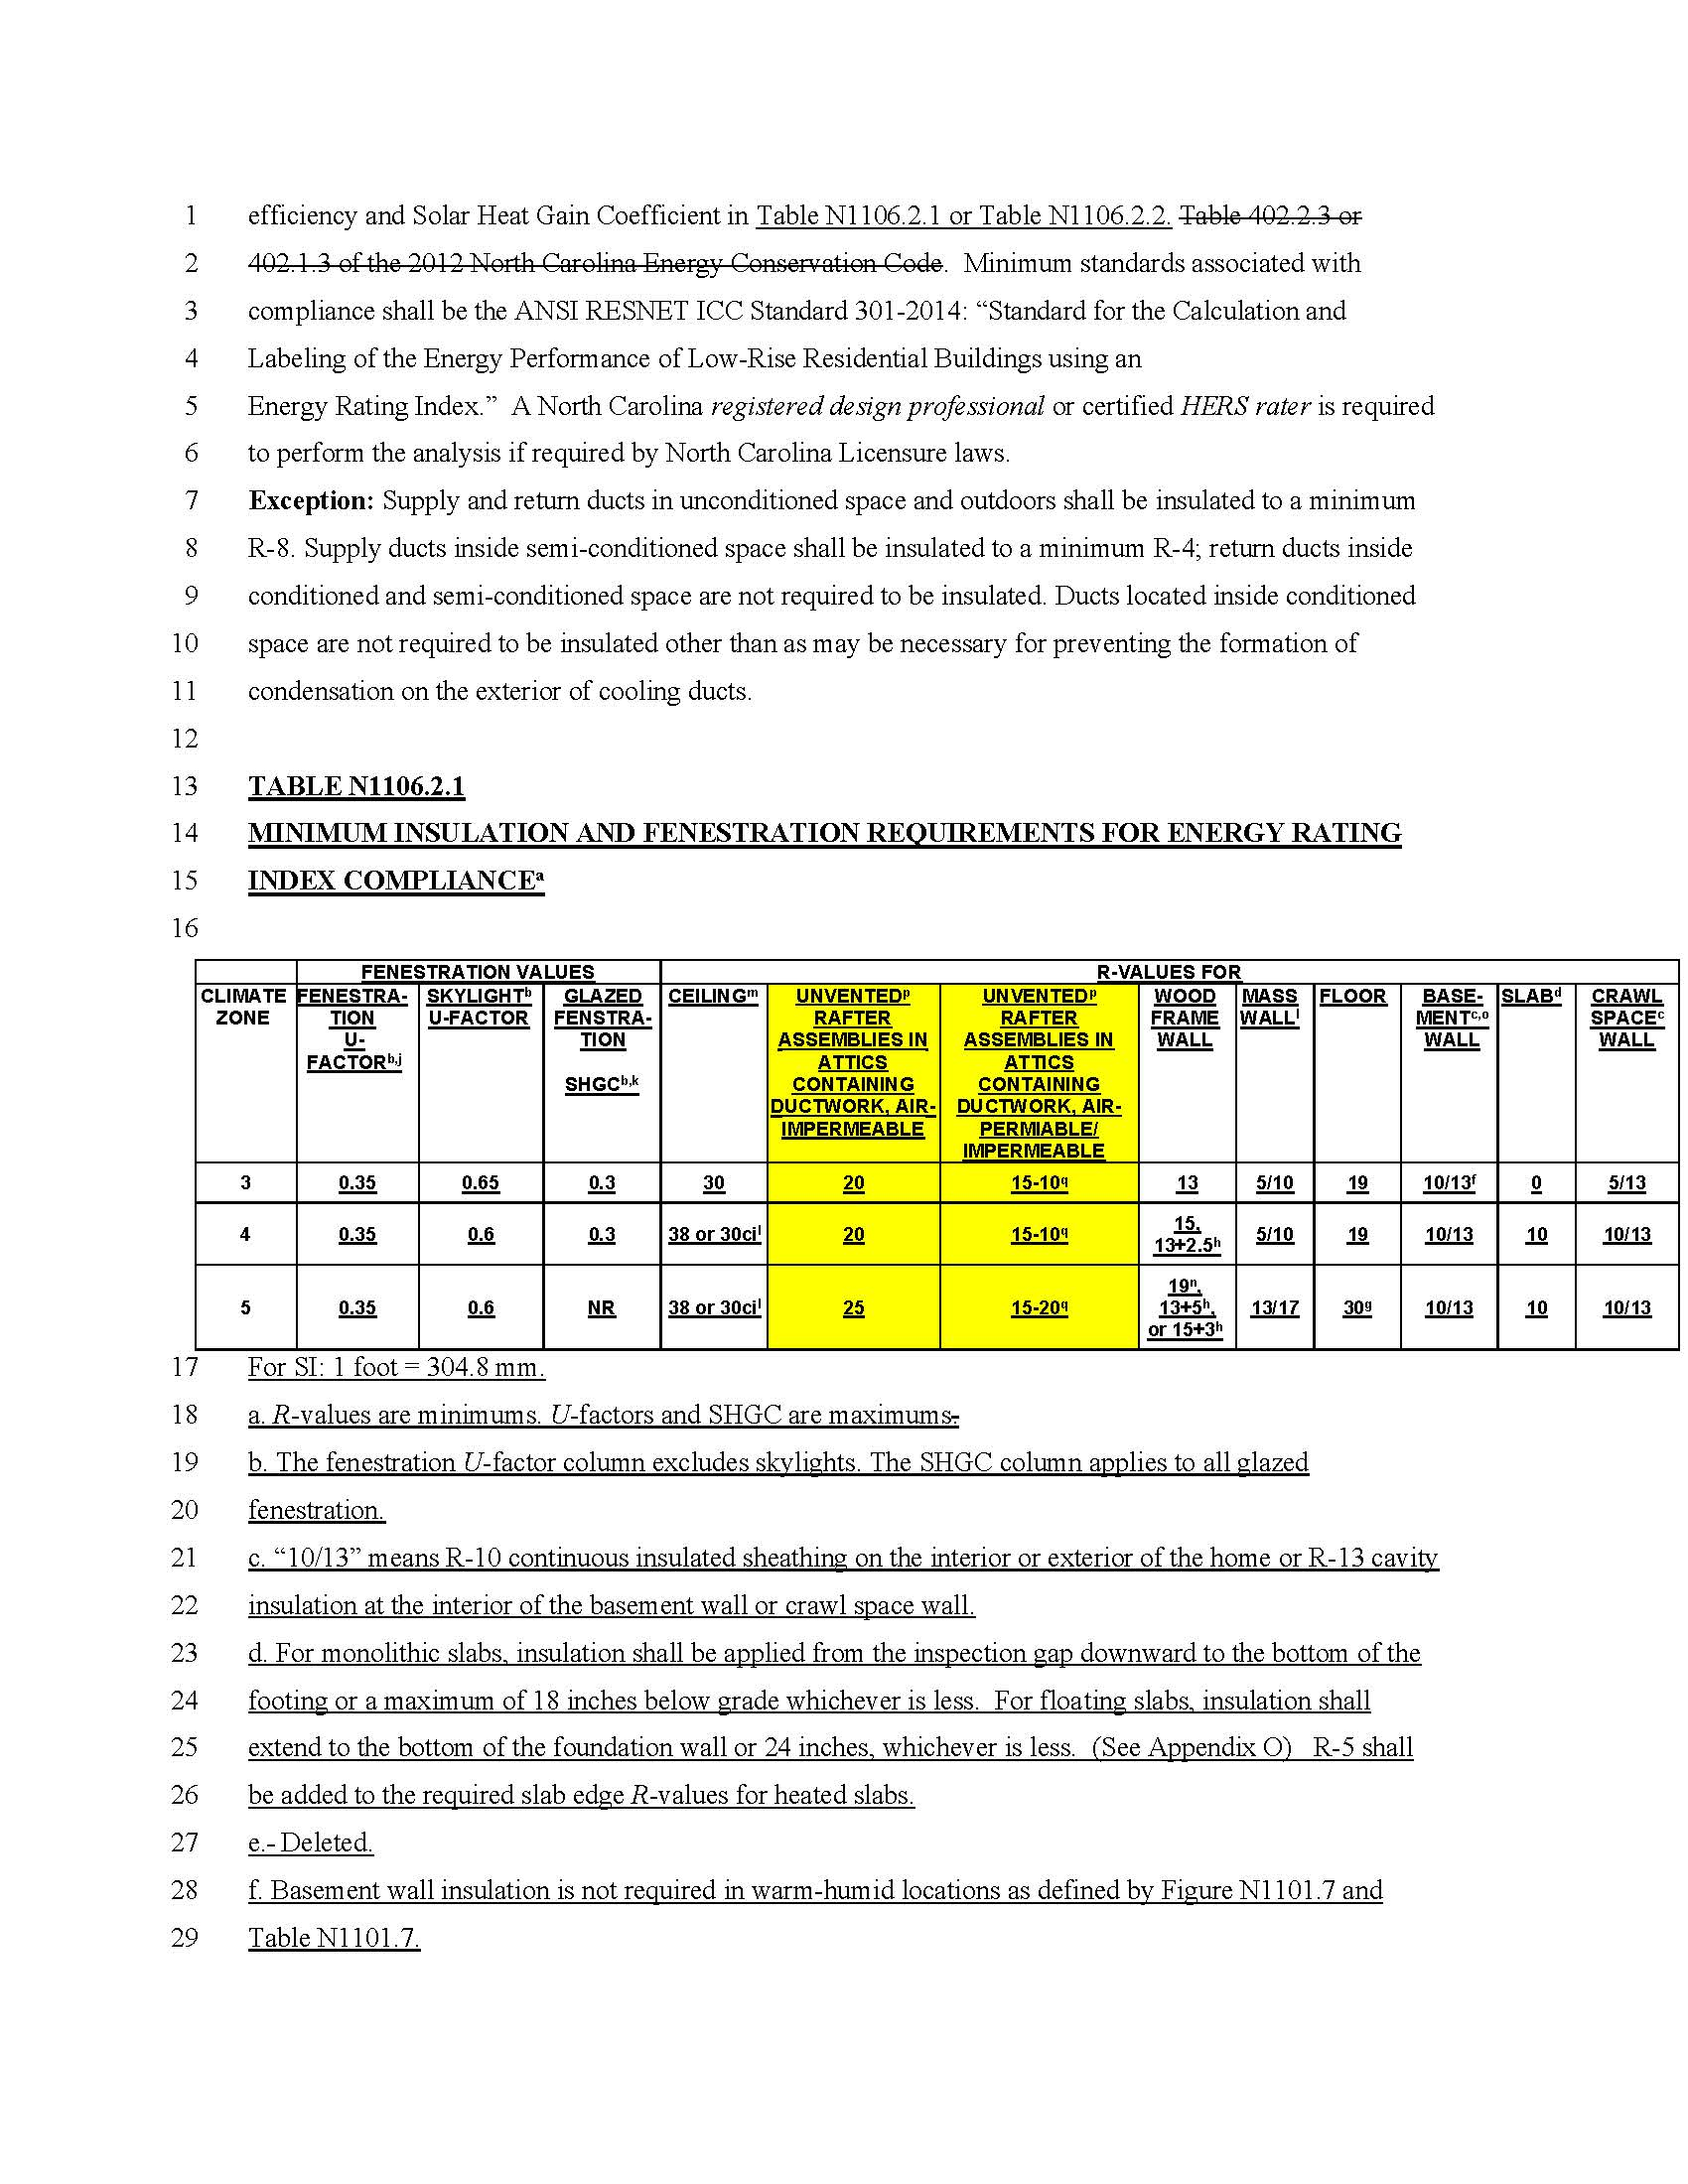 1 efficiency and Solar Heat Gain Coefficient in Table N1106.2.1 or Table N1106.2.2. Table 402.2.3 or
2 402.1.3 of the 2012 North Carolina Energy Conservation Code. Minimum standards associated with
3 compliance shall be the ANSI RESNET ICC Standard 301-2014: “Standard for the Calculation and
4 Labeling of the Energy Performance of Low-Rise Residential Buildings using an
5 Energy Rating Index.” A North Carolina registered design professional or certified HERS rater is required
6 to perform the analysis if required by North Carolina Licensure laws.
7 Exception: Supply and return ducts in unconditioned space and outdoors shall be insulated to a minimum
8 R-8. Supply ducts inside semi-conditioned space shall be insulated to a minimum R-4; return ducts inside
9 conditioned and semi-conditioned space are not required to be insulated. Ducts located inside conditioned
10 space are not required to be insulated other than as may be necessary for preventing the formation of
11 condensation on the exterior of cooling ducts.
12
13 TABLE N1106.2.1
14 MINIMUM INSULATION AND FENESTRATION REQUIREMENTS FOR ENERGY RATING
15 INDEX COMPLIANCEᵃ
16
FENESTRATION VALUES R-VALUES FOR
CLIMATE ZONE
FENESTRA-TION U-FACTORᵇ,ʲ
SKYLIGHTᵇ U-FACTOR
GLAZED FENSTRA-TION SHGCᵇ,ᵏ
CEILINGᵐ
UNVENTEDᵖ RAFTER ASSEMBLIES IN ATTICS CONTAINING DUCTWORK, AIR-IMPERMEABLE
UNVENTEDᵖ RAFTER ASSEMBLIES IN ATTICS CONTAINING DUCTWORK, AIR-PERMIABLE/ IMPERMEABLE
WOOD FRAME WALL
MASS WALLˡ
FLOOR
BASE-MENTᶜ,ᵒ WALL
SLABᵈ
CRAWL SPACEᶜ WALL
3 0.35 0.65 0.3 30 20 15-10q 13 5/10 19 10/13ᶠ 0 5/13
4 0.35 0.6 0.3 38 or 30ciˡ 20 15-10q 15, 13+2.5ʰ 5/10 19 10/13 10 10/13
5 0.35 0.6 NR 38 or 30ciˡ 25 15-20q 19ⁿ, 13+5ʰ, or 15+3ʰ 13/17 30ᵍ 10/13 10 10/13
17 For SI: 1 foot = 304.8 mm.
18 a. R-values are minimums. U-factors and SHGC are maximums.
19 b. The fenestration U-factor column excludes skylights. The SHGC column applies to all glazed
20 fenestration.
21 c. “10/13” means R-10 continuous insulated sheathing on the interior or exterior of the home or R-13 cavity
22 insulation at the interior of the basement wall or crawl space wall.
23 d. For monolithic slabs, insulation shall be applied from the inspection gap downward to the bottom of the
24 footing or a maximum of 18 inches below grade whichever is less. For floating slabs, insulation shall
25 extend to the bottom of the foundation wall or 24 inches, whichever is less. (See Appendix O) R-5 shall
26 be added to the required slab edge R-values for heated slabs.
27 e.- Deleted.
28 f. Basement wall insulation is not required in warm-humid locations as defined by Figure N1101.7 and
29 Table N1101.7.